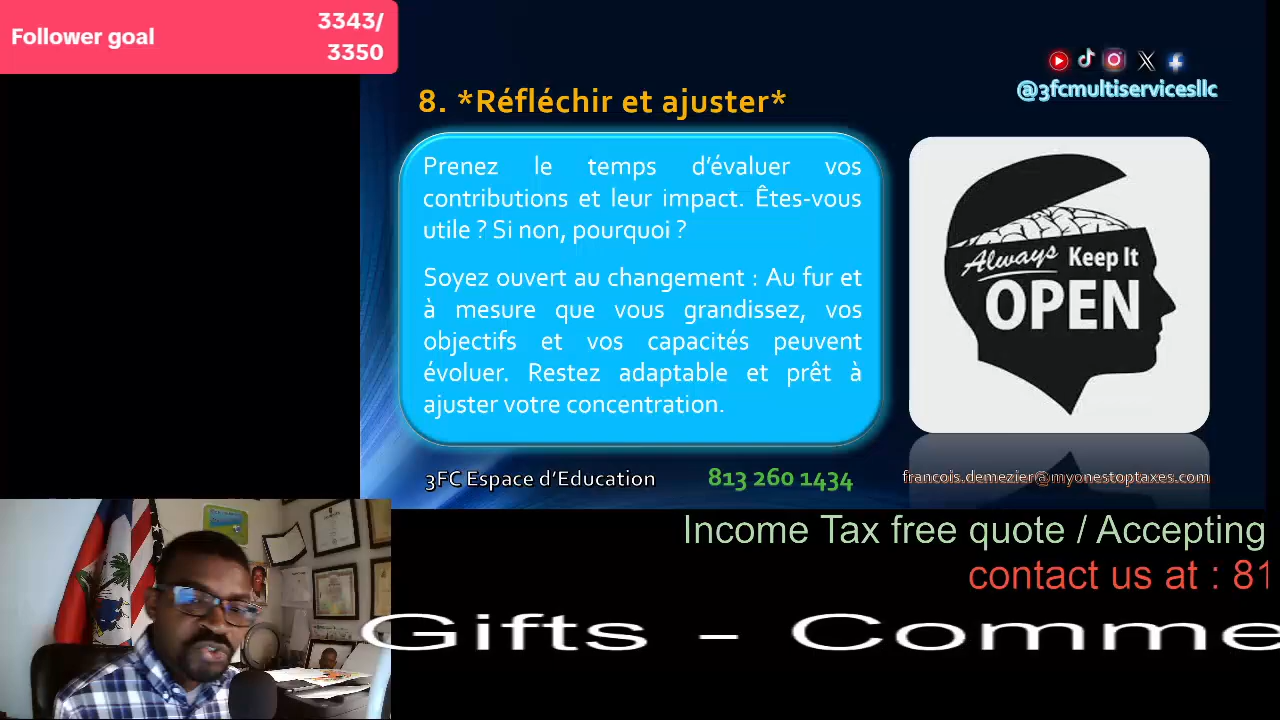 Follower goal
3343/
3350
@3fcmultiservicesllc
8. *Réfléchir et ajuster*
Prenez le temps d'évaluer vos
contributions et leur impact. Êtes-vous
utile ? Si non, pourquoi ?
Soyez ouvert au changement : Au fur et
à mesure que vous grandissez, vos
objectifs et vos capacités peuvent
évoluer. Restez adaptable et prêt à
ajuster votre concentration.
Always Keep It
OPEN
3FC Espace d'Education
813 260 1434
francois.demezier@myonestoptaxes.com
Income Tax free quote / Accepting
contact us at : 81
Gifts - Comme